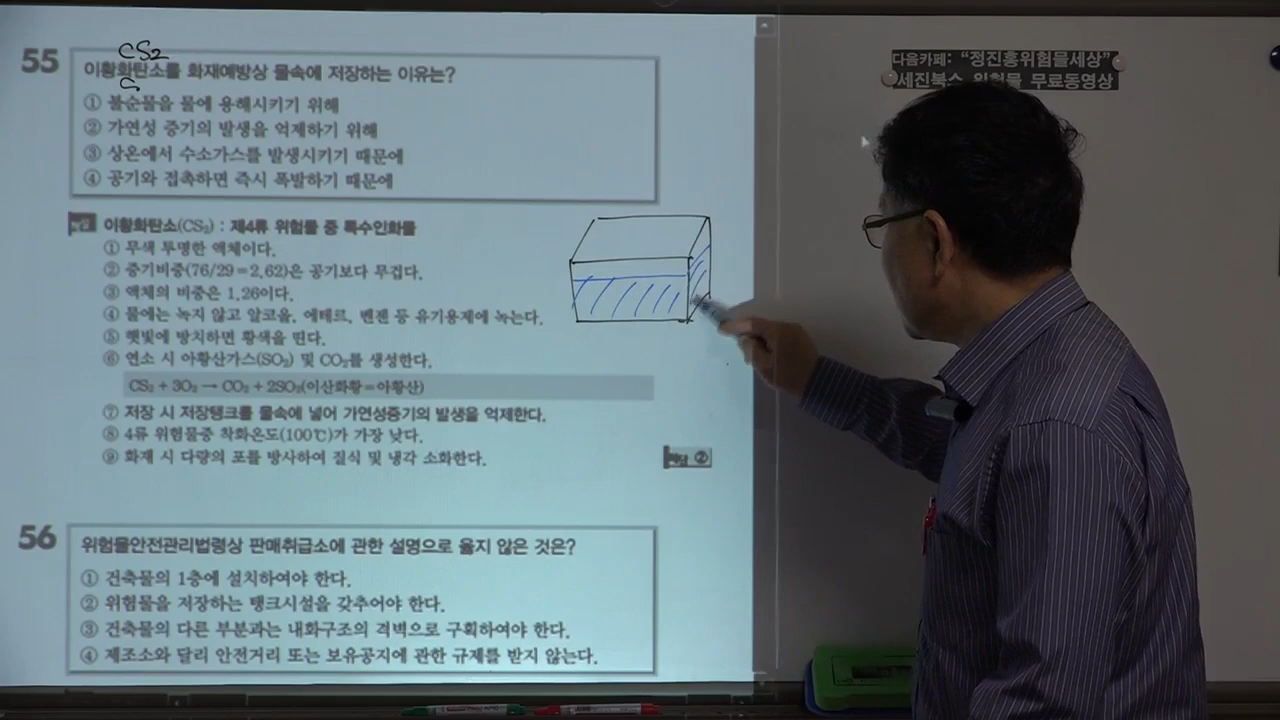 CS2
55
이황화탄소를 화재예방상 물속에 저장하는 이유는?
① 불순물을 물에 용해시키기 위해
② 가연성 증기의 발생을 억제하기 위해
③ 상온에서 수소가스를 발생시키기 때문에
④ 공기와 접촉하면 즉시 폭발하기 때문에
이황화탄소(CS₂) : 제4류 위험물 중 특수인화물
① 무색 투명한 액체이다.
② 증기비중(76/29=2.62)은 공기보다 무겁다.
③ 액체의 비중은 1.26이다.
④ 물에는 녹지 않고 알코올, 에테르, 벤젠 등 유기용제에 녹는다.
⑤ 햇빛에 방치하면 황색을 띤다.
⑥ 연소 시 아황산가스(SO₂) 및 CO₂를 생성한다.
CS₂ + 3O₂ → CO₂ + 2SO₂(이산화황=아황산)
⑦ 저장 시 저장탱크를 물속에 넣어 가연성증기의 발생을 억제한다.
⑧ 4류 위험물중 착화온도(100℃)가 가장 낮다.
⑨ 화재 시 다량의 포를 방사하여 질식 및 냉각 소화한다.
②
56
위험물안전관리법령상 판매취급소에 관한 설명으로 옳지 않은 것은?
① 건축물의 1층에 설치하여야 한다.
② 위험물을 저장하는 탱크시설을 갖추어야 한다.
③ 건축물의 다른 부분과는 내화구조의 격벽으로 구획하여야 한다.
④ 제조소와 달리 안전거리 또는 보유공지에 관한 규제를 받지 않는다.
다음카페: "정진홍위험물세상"
세진북스 위험물 무료동영상